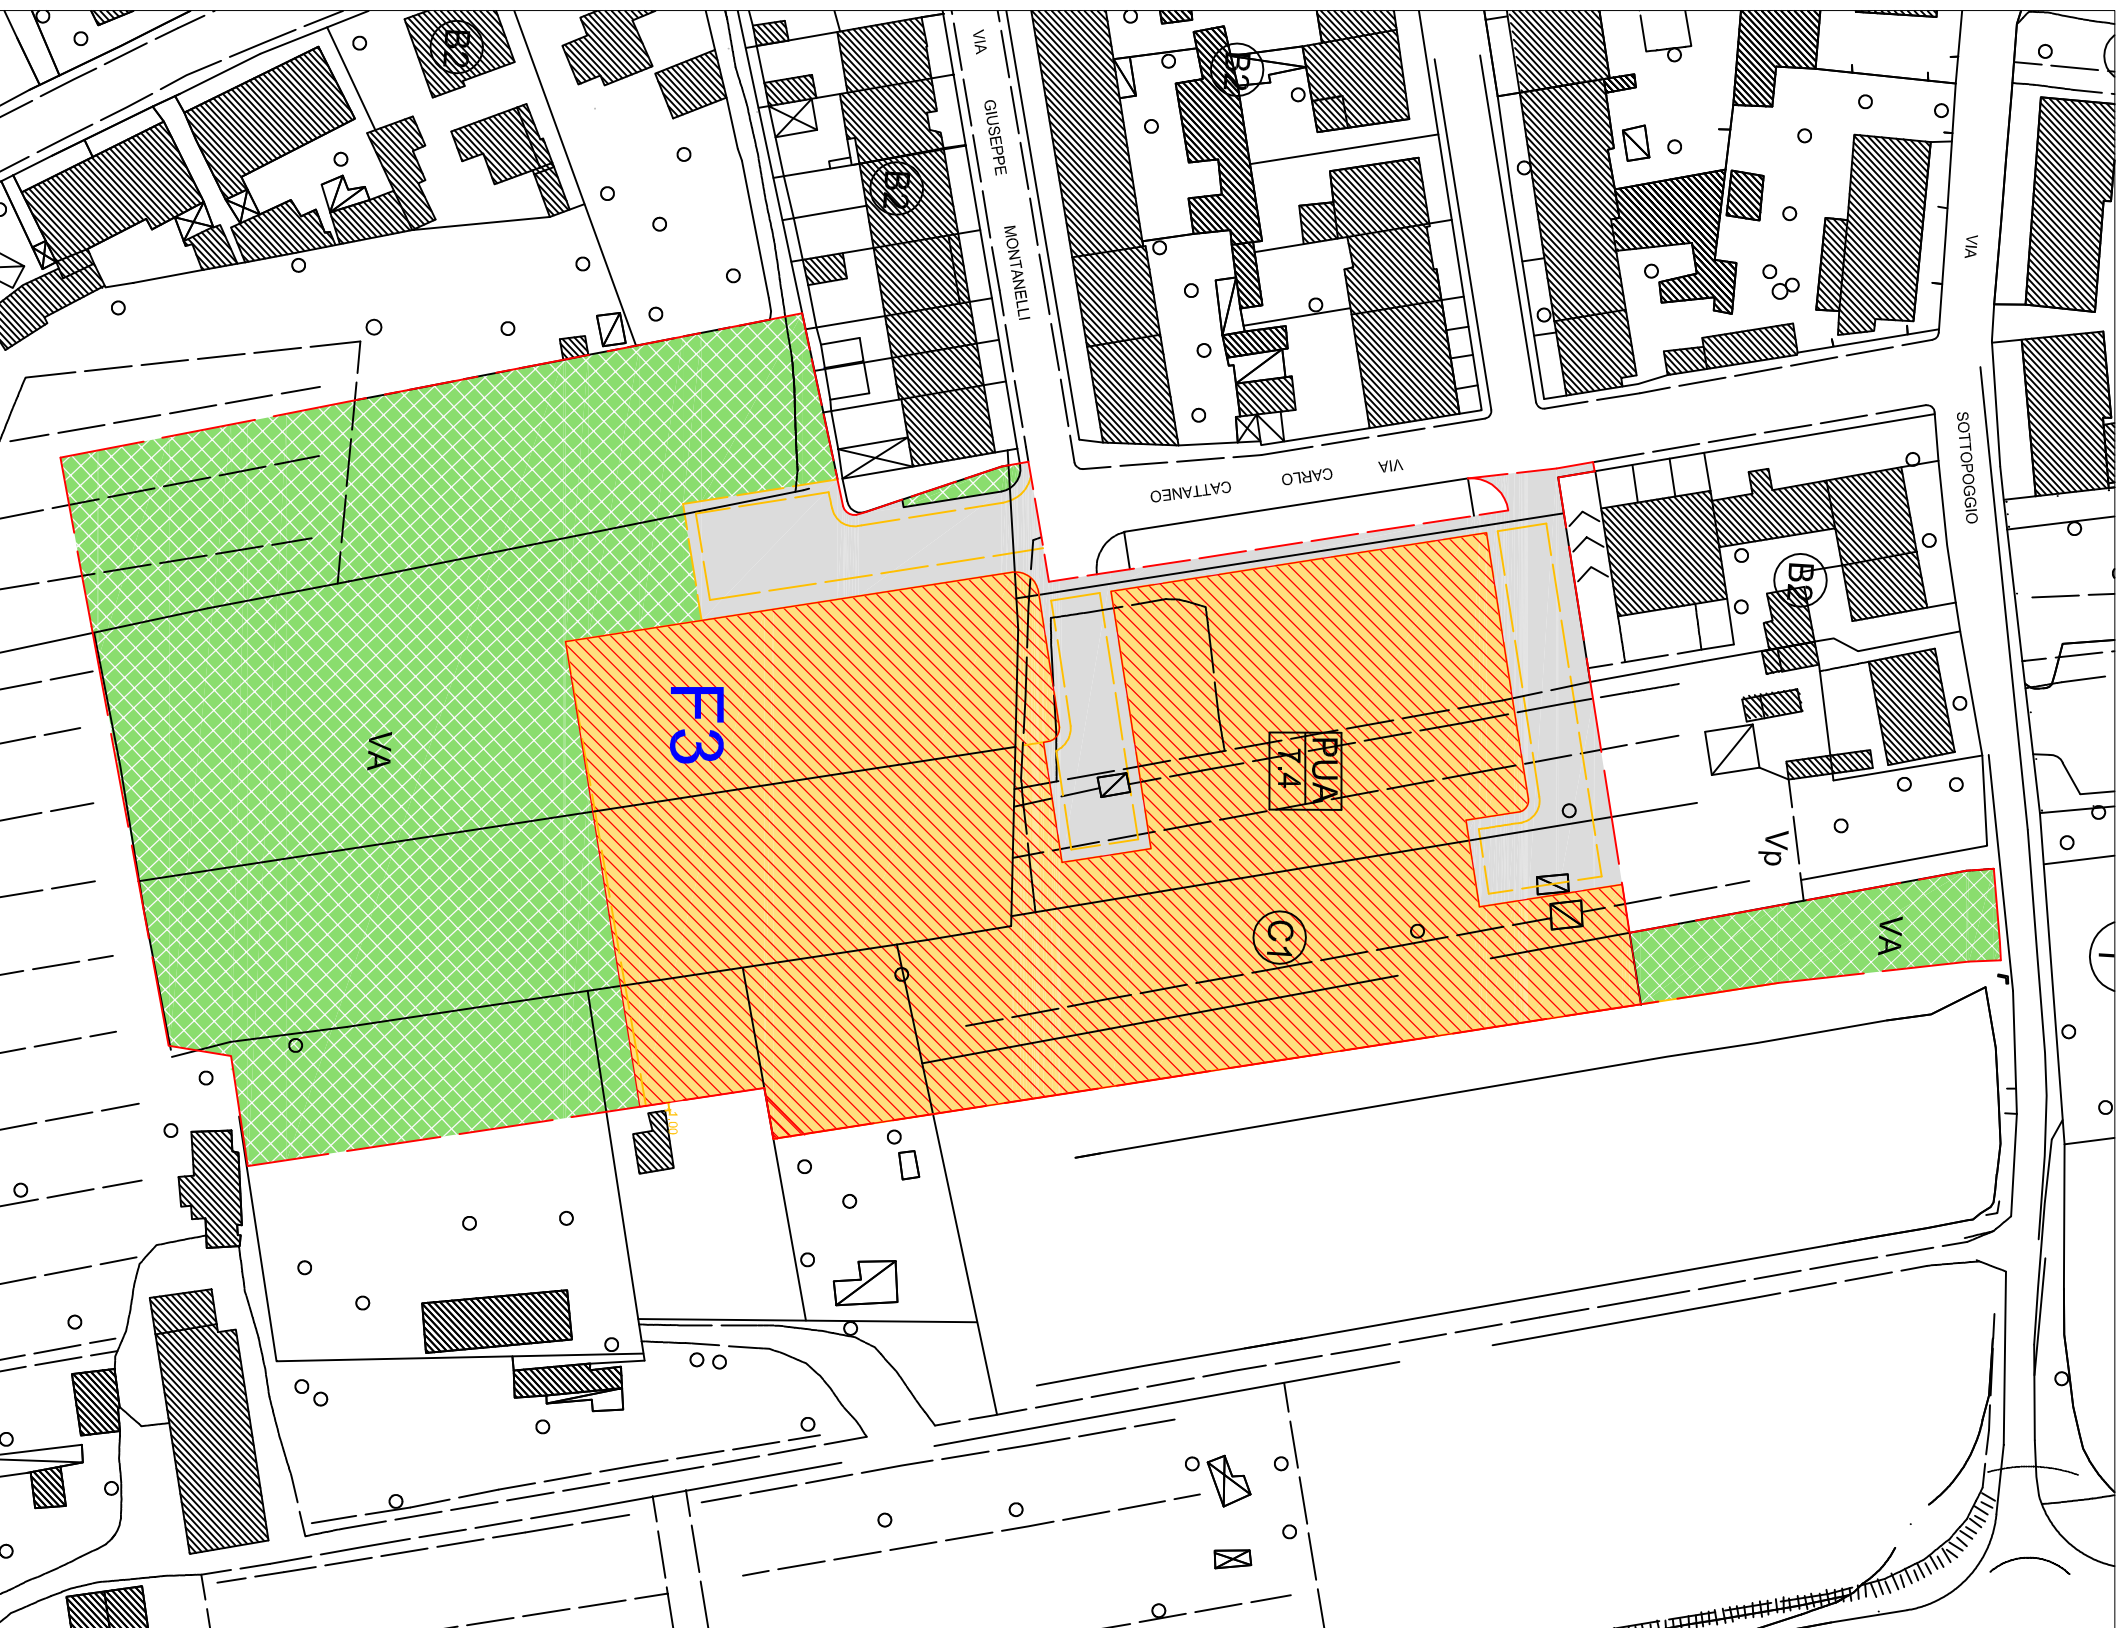 B2
B2
B2
VIA GIUSEPPE MONTANELLI
VIA CARLO CATTANEO
VIA SOTTOPOGGIO
B2
F3
VA
PUA
7.4
C1
Vp
VA